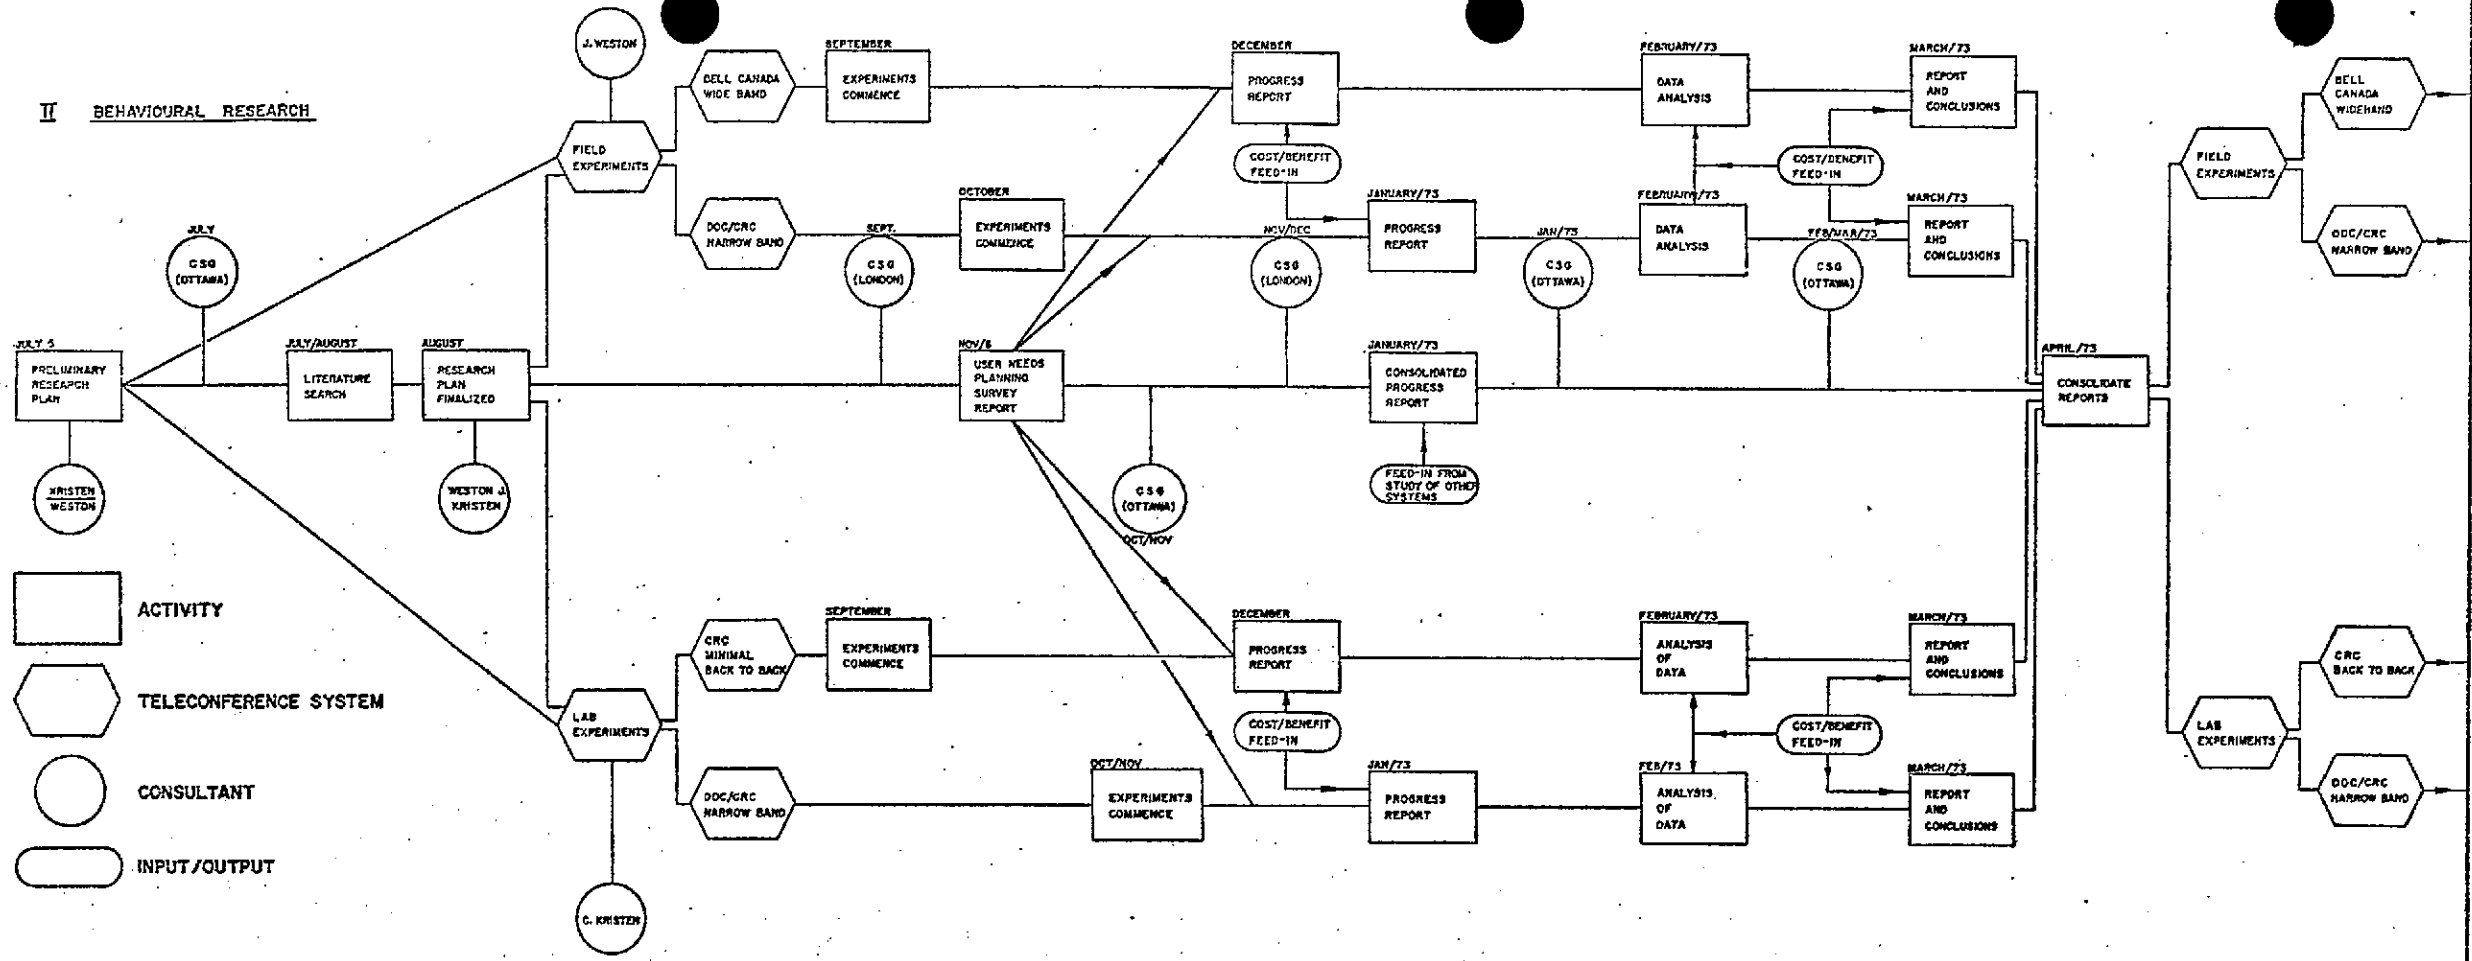 II BEHAVIOURAL RESEARCH
J. WESTON
BELL CANADA
WIDE BAND
SEPTEMBER
EXPERIMENTS
COMMENCE
DECEMBER
PROGRESS
REPORT
FEBRUARY/73
DATA
ANALYSIS
MARCH/73
REPORT
AND
CONCLUSIONS
BELL
CANADA
WIDEHAND
FIELD
EXPERIMENTS
COST/BENEFIT
FEED-IN
COST/BENEFIT
FEED-IN
FIELD
EXPERIMENTS
JULY
CSG
(OTTAWA)
DOC/CRC
NARROW BAND
SEPT.
CSG
(LONDON)
OCTOBER
EXPERIMENTS
COMMENCE
NOV/DEC
CSG
(LONDON)
JANUARY/73
PROGRESS
REPORT
JAN/73
CSG
(OTTAWA)
FEBRUARY/73
DATA
ANALYSIS
FEB/MAR/73
CSG
(OTTAWA)
MARCH/73
REPORT
AND
CONCLUSIONS
DOC/CRC
NARROW BAND
JULY 5
PRELIMINARY
RESEARCH
PLAN
JULY/AUGUST
LITERATURE
SEARCH
AUGUST
RESEARCH
PLAN
FINALIZED
NOV/6
USER NEEDS
PLANNING
SURVEY
REPORT
JANUARY/73
CONSOLIDATED
PROGRESS
REPORT
APRIL/73
CONSOLIDATE
REPORTS
KRISTEN
WESTON
WESTON J.
KRISTEN
CSG
(OTTAWA)
OCT/NOV
FEED-IN FROM
STUDY OF OTHER
SYSTEMS
ACTIVITY
TELECONFERENCE SYSTEM
CONSULTANT
INPUT/OUTPUT
CRC
MINIMAL
BACK TO BACK
SEPTEMBER
EXPERIMENTS
COMMENCE
DECEMBER
PROGRESS
REPORT
FEBRUARY/73
ANALYSIS
OF
DATA
MARCH/73
REPORT
AND
CONCLUSIONS
CRC
BACK TO BACK
LAB
EXPERIMENTS
COST/BENEFIT
FEED-IN
COST/BENEFIT
FEED-IN
LAB
EXPERIMENTS
DOC/CRC
NARROW BAND
OCT/NOV
EXPERIMENTS
COMMENCE
JAN/73
PROGRESS
REPORT
FEB/73
ANALYSIS
OF
DATA
MARCH/73
REPORT
AND
CONCLUSIONS
DOC/CRC
NARROW BAND
C. KRISTEN